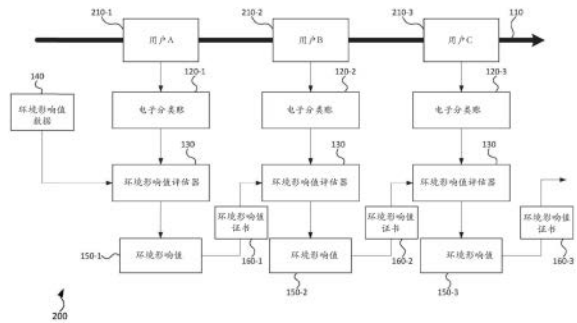 210-1
210-2
210-3
110
用户A
用户B
用户C
120-1
120-2
120-3
140
电子分类账
电子分类账
电子分类账
环境影响值
数据
130
130
130
环境影响值评估器
环境影响值评估器
环境影响值评估器
环境影响值
证书
环境影响值
证书
环境影响值
证书
150-1
环境影响值
160-1
环境影响值
160-2
环境影响值
160-3
150-2
150-3
200